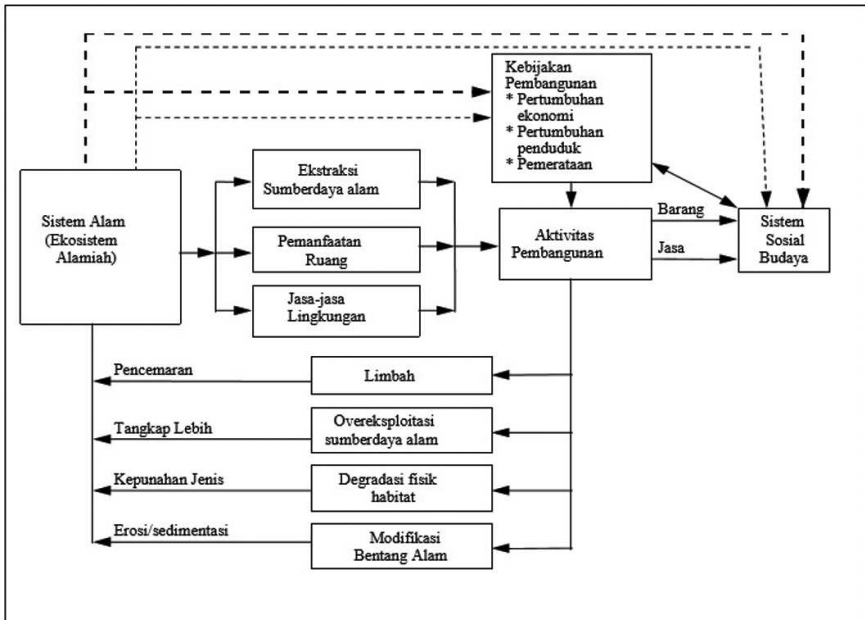 Kebijakan
Pembangunan
* Pertumbuhan
ekonomi
* Pertumbuhan
penduduk
* Pemerataan
Sistem Alam
(Ekosistem
Alamiah)
Ekstraksi
Sumberdaya alam
Pemanfaatan
Ruang
Jasa-jasa
Lingkungan
Aktivitas
Pembangunan
Barang
Jasa
Sistem
Sosial
Budaya
Pencemaran
Limbah
Tangkap Lebih
Overeksploitasi
sumberdaya alam
Kepunahan Jenis
Degradasi fisik
habitat
Erosi/sedimentasi
Modifikasi
Bentang Alam